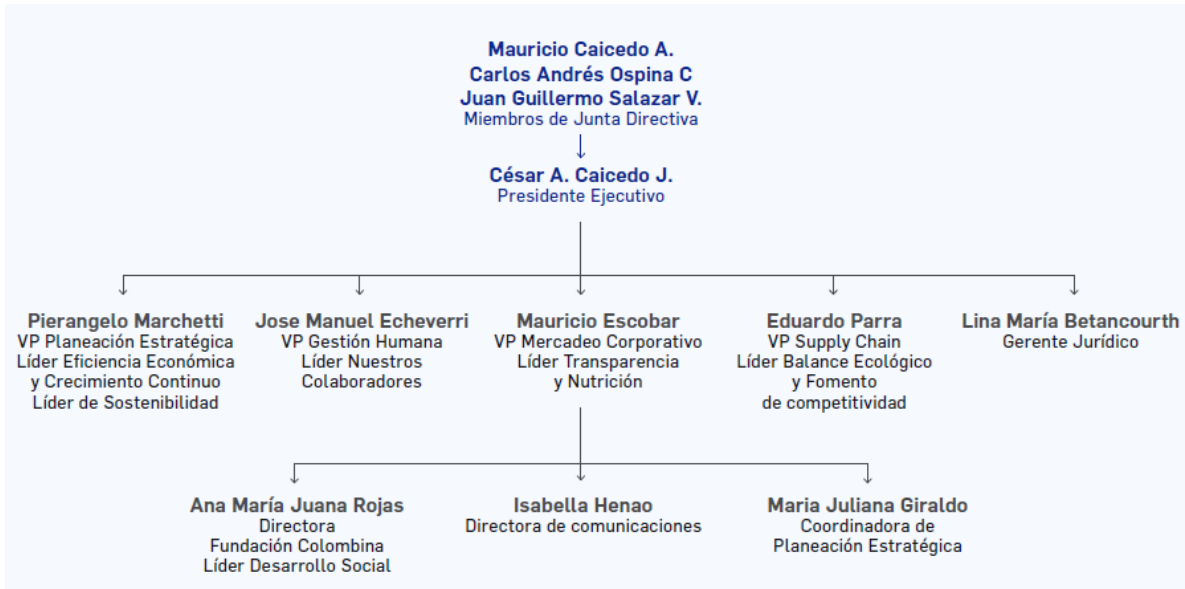 Mauricio Caicedo A.
Carlos Andrés Ospina C
Juan Guillermo Salazar V.
Miembros de Junta Directiva
César A. Caicedo J.
Presidente Ejecutivo
Pierangelo Marchetti
VP Planeación Estratégica
Líder Eficiencia Económica
y Crecimiento Continuo
Líder de Sostenibilidad
Jose Manuel Echeverri
VP Gestión Humana
Líder Nuestros
Colaboradores
Mauricio Escobar
VP Mercadeo Corporativo
Líder Transparencia
y Nutrición
Eduardo Parra
VP Supply Chain
Líder Balance Ecológico
y Fomento
de competitividad
Lina María Betancourth
Gerente Jurídico
Ana María Juana Rojas
Directora
Fundación Colombina
Líder Desarrollo Social
Isabella Henao
Directora de comunicaciones
Maria Juliana Giraldo
Coordinadora de
Planeación Estratégica